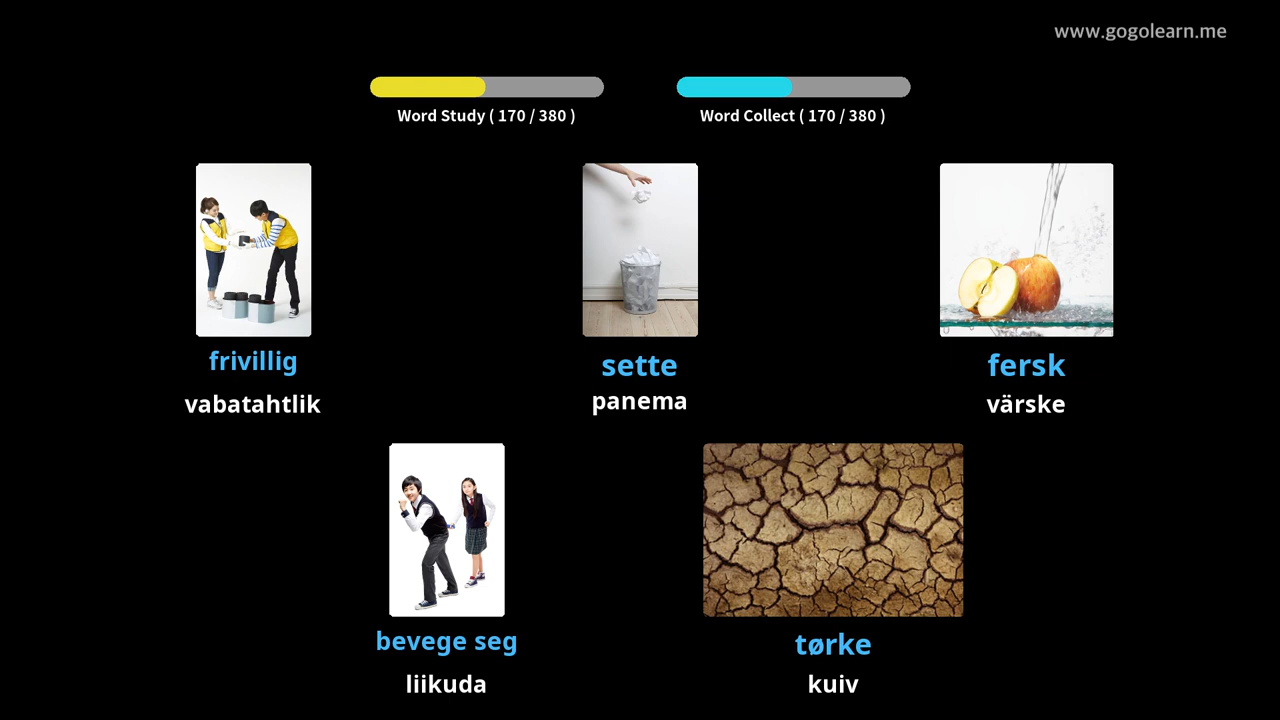 www.gogolearn.me
Word Study ( 170 / 380 )
Word Collect ( 170 / 380 )
frivillig
vabatahtlik
sette
panema
fersk
värske
bevege seg
liikuda
tørke
kuiv